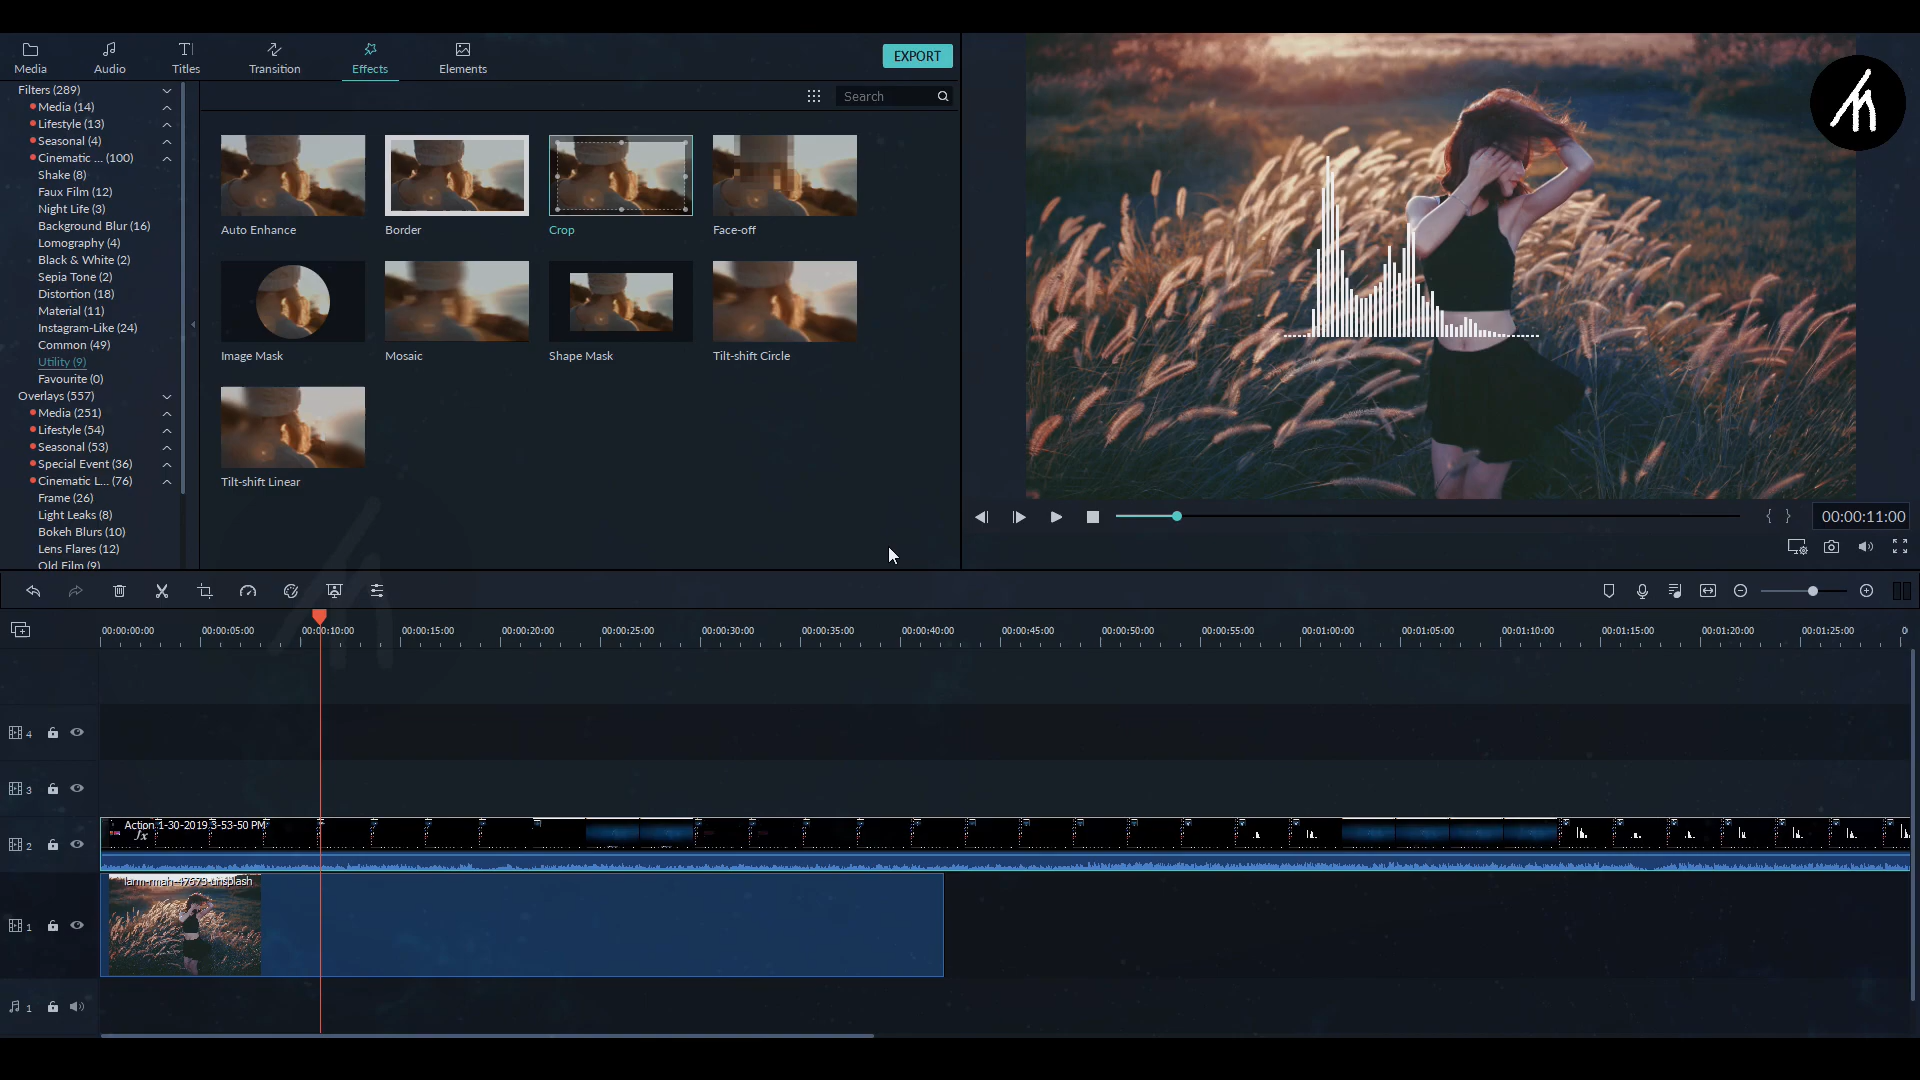 Media
Audio
Titles
Transition
Effects
Elements
EXPORT
Filters (289)
Media (14)
Lifestyle (13)
Seasonal (4)
Cinematic ... (100)
Shake (8)
Faux Film (12)
Night Life (3)
Background Blur (16)
Lomography (4)
Black & White (2)
Sepia Tone (2)
Distortion (18)
Material (11)
Instagram-Like (24)
Common (49)
Utility (9)
Favourite (0)
Overlays (557)
Media (251)
Lifestyle (54)
Seasonal (53)
Special Event (36)
Cinematic L... (76)
Frame (26)
Light Leaks (8)
Bokeh Blurs (10)
Lens Flares (12)
Old Film (9)
Search
Auto Enhance
Border
Crop
Face-off
Image Mask
Mosaic
Shape Mask
Tilt-shift Circle
Tilt-shift Linear
{ }
00:00:11:00
00:00:00:00
00:00:05:00
00:00:10:00
00:00:15:00
00:00:20:00
00:00:25:00
00:00:30:00
00:00:35:00
00:00:40:00
00:00:45:00
00:00:50:00
00:00:55:00
00:01:00:00
00:01:05:00
00:01:10:00
00:01:15:00
00:01:20:00
00:01:25:00
4
3
Action 1-30-2019 3-53-50 PM
fx
2
larm-rmah-47673-unsplash
1
1